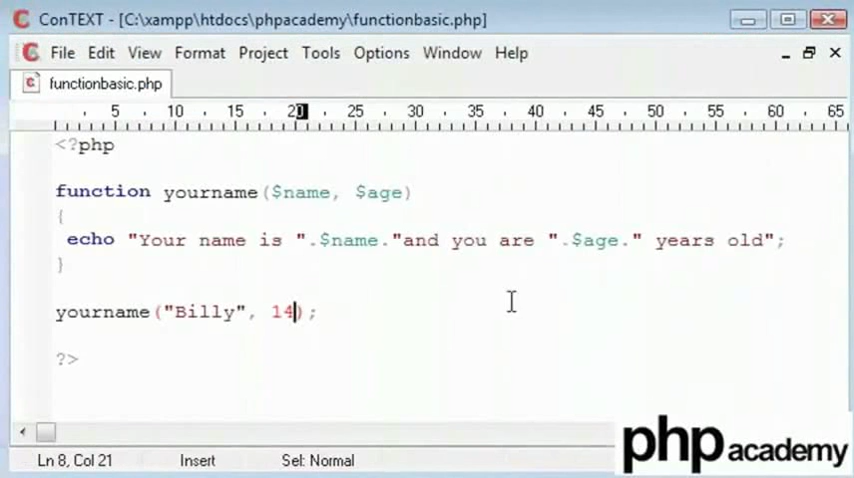 ConTEXT - [C:\xampp\htdocs\phpacademy\functionbasic.php]
File Edit View Format Project Tools Options Window Help
functionbasic.php
5 10 15 20 25 30 35 40 45 50 55 60 65
<?php
function yourname($name, $age)
{
echo "Your name is ".$name."and you are ".$age." years old";
}
yourname("Billy", 14);
?>
Ln 8, Col 21 Insert Sel: Normal
php academy